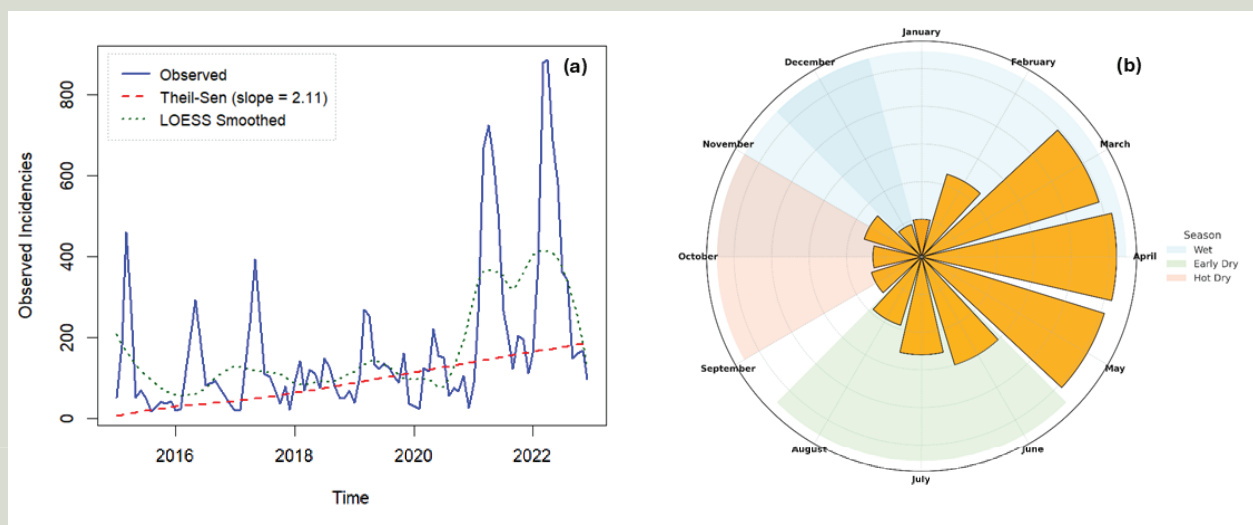 (a)
Observed
Theil-Sen (slope = 2.11)
LOESS Smoothed
Observed Incidencies
0
200
400
600
800
2016
2018
2020
2022
Time
(b)
January
February
March
April
May
June
July
August
September
October
November
December
Season
Wet
Early Dry
Hot Dry